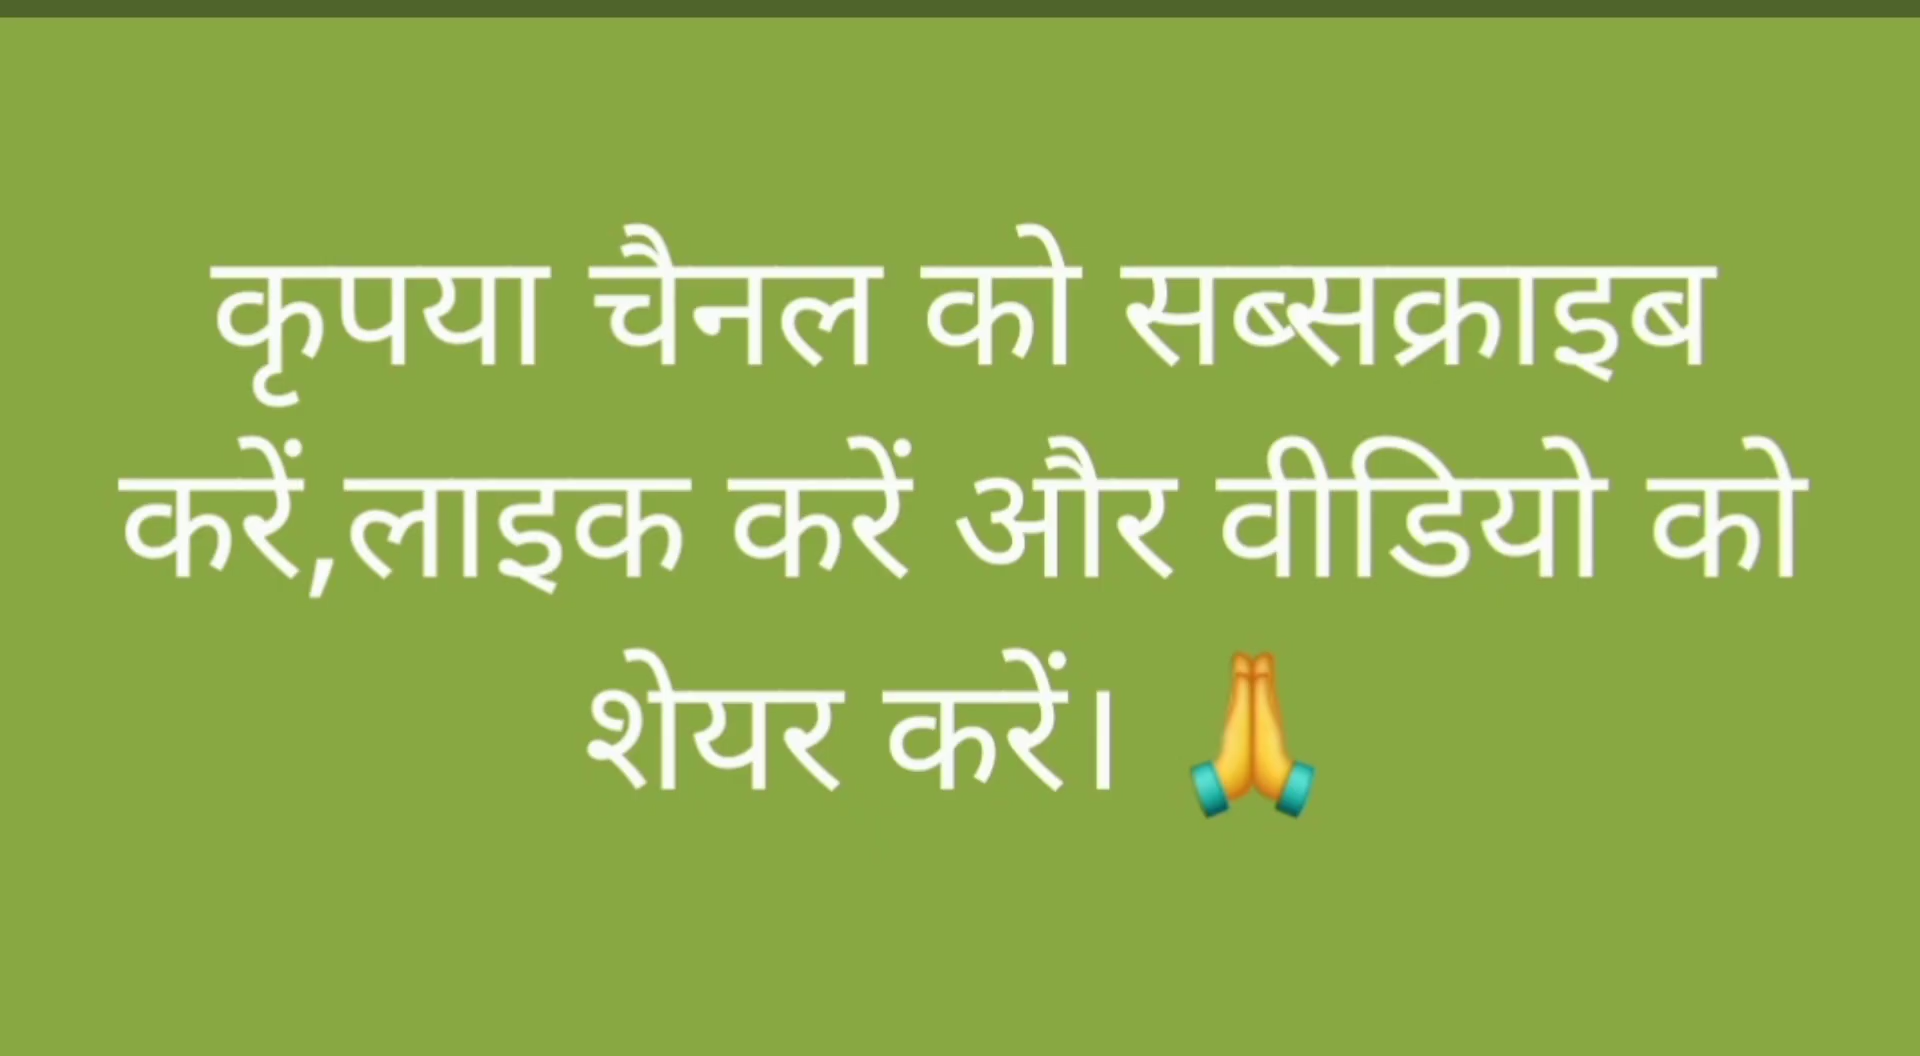 कृपया चैनल को सब्सक्राइब
करें,लाइक करें और वीडियो को
शेयर करें। 🙏